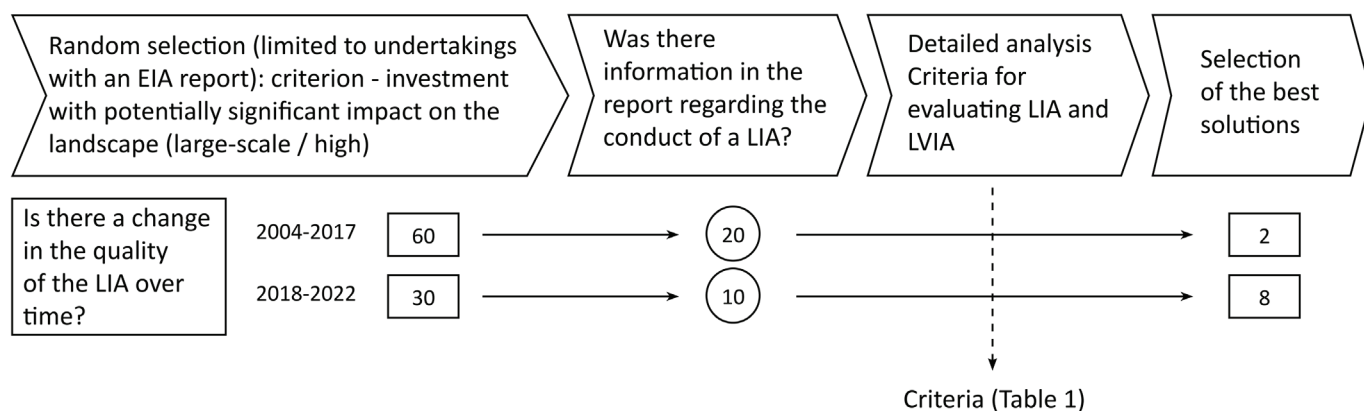 Random selection (limited to undertakings
with an EIA report): criterion - investment
with potentially significant impact on the
landscape (large-scale / high)
Was there
information in the
report regarding the
conduct of a LIA?
Detailed analysis
Criteria for
evaluating LIA and
LVIA
Selection
of the best
solutions
Is there a change
in the quality
of the LIA over
time?
2004-2017
60
20
2
2018-2022
30
10
8
Criteria (Table 1)